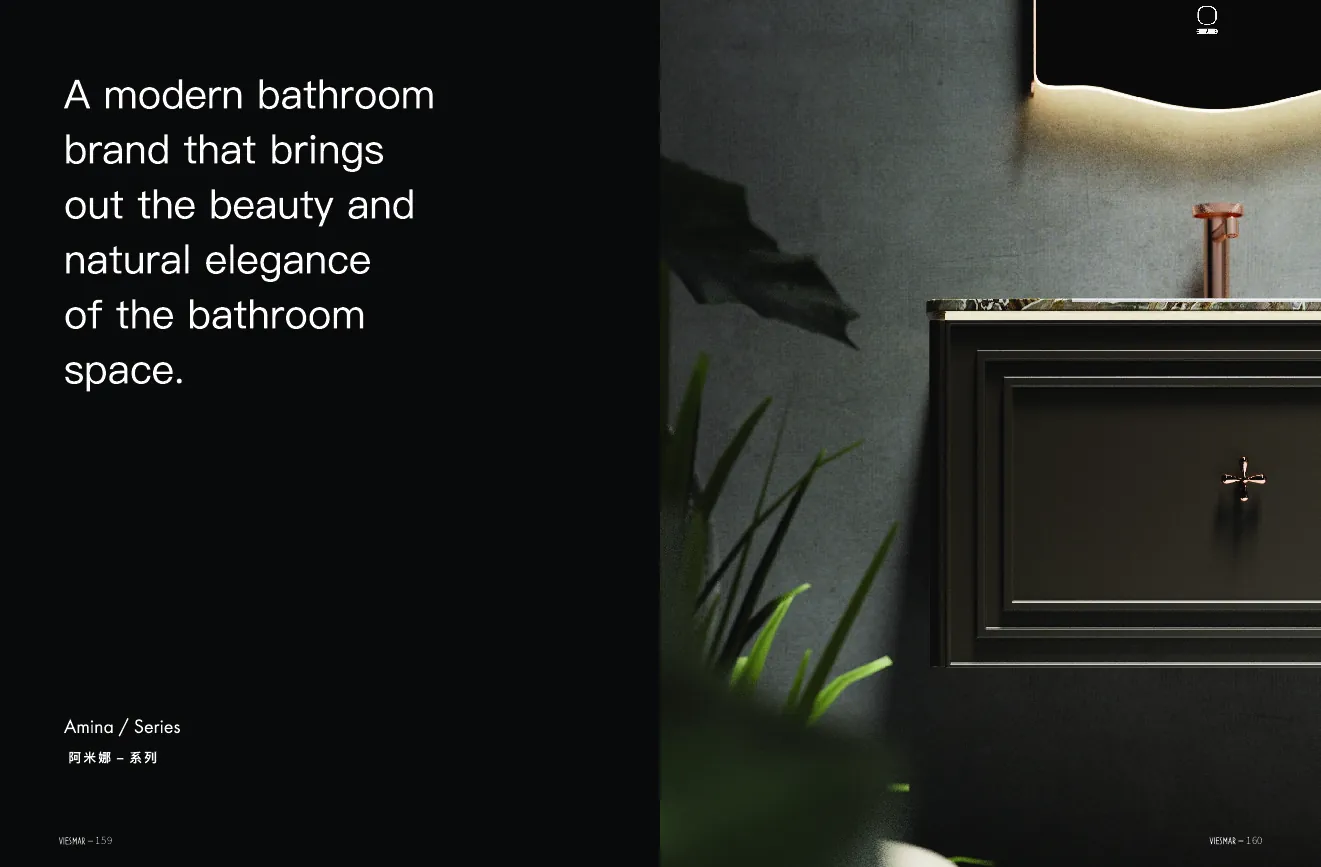 A modern bathroom
brand that brings
out the beauty and
natural elegance
of the bathroom
space.
Amina / Series
阿米娜 – 系列
VIESMAR – 159
VIESMAR – 160